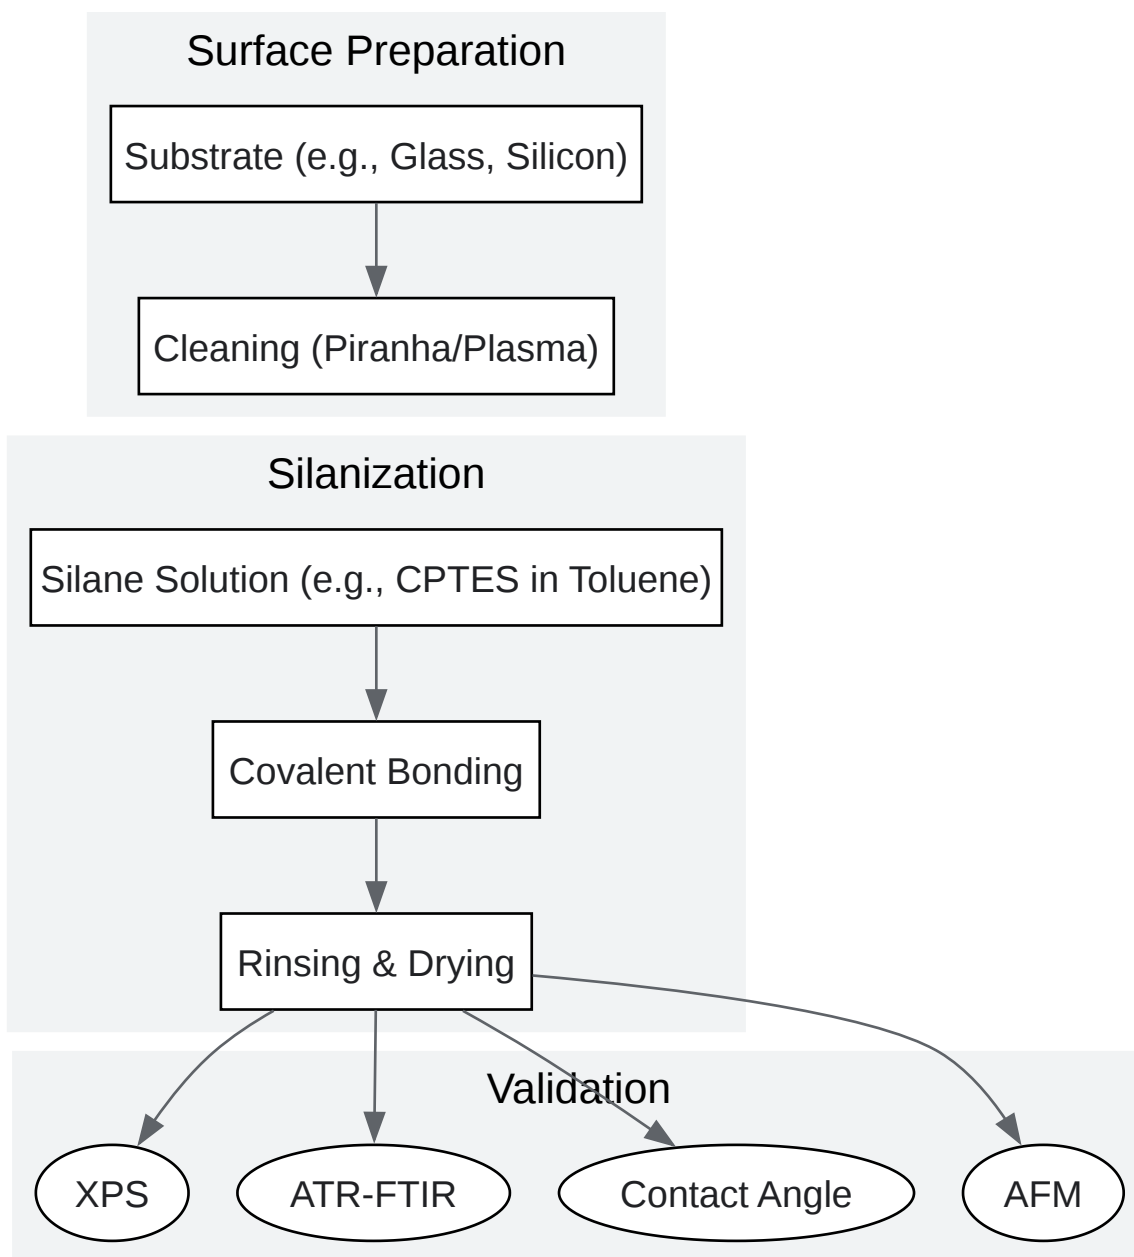 Surface Preparation
Substrate (e.g., Glass, Silicon)
Cleaning (Piranha/Plasma)
Silanization
Silane Solution (e.g., CPTES in Toluene)
Covalent Bonding
Rinsing & Drying
Validation
XPS
ATR-FTIR
Contact Angle
AFM